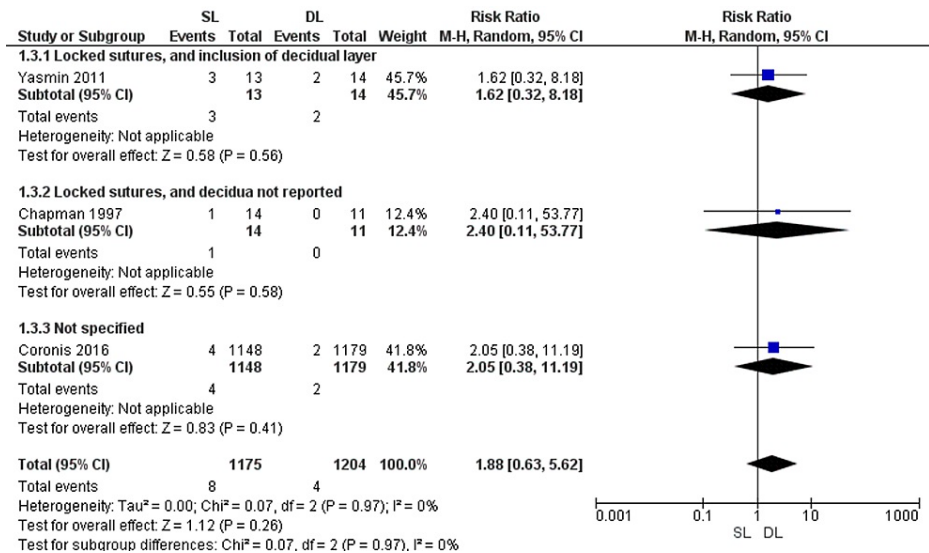 SL DL Risk Ratio Risk Ratio
Study or Subgroup Events Total Events Total Weight M-H, Random, 95% CI M-H, Random, 95% CI
1.3.1 Locked sutures, and inclusion of decidual layer
Yasmin 2011 3 13 2 14 45.7% 1.62 [0.32, 8.18]
Subtotal (95% CI) 13 14 45.7% 1.62 [0.32, 8.18]
Total events 3 2
Heterogeneity: Not applicable
Test for overall effect: Z = 0.58 (P = 0.56)
1.3.2 Locked sutures, and decidua not reported
Chapman 1997 1 14 0 11 12.4% 2.40 [0.11, 53.77]
Subtotal (95% CI) 14 11 12.4% 2.40 [0.11, 53.77]
Total events 1 0
Heterogeneity: Not applicable
Test for overall effect: Z = 0.55 (P = 0.58)
1.3.3 Not specified
Coronis 2016 4 1148 2 1179 41.8% 2.05 [0.38, 11.19]
Subtotal (95% CI) 1148 1179 41.8% 2.05 [0.38, 11.19]
Total events 4 2
Heterogeneity: Not applicable
Test for overall effect: Z = 0.83 (P = 0.41)
Total (95% CI) 1175 1204 100.0% 1.88 [0.63, 5.62]
Total events 8 4
Heterogeneity: Tau² = 0.00; Chi² = 0.07, df = 2 (P = 0.97); I² = 0%
Test for overall effect: Z = 1.12 (P = 0.26)
Test for subgroup differences: Chi² = 0.07, df = 2 (P = 0.97), I² = 0%
0.001 0.1 1 10 1000
SL DL